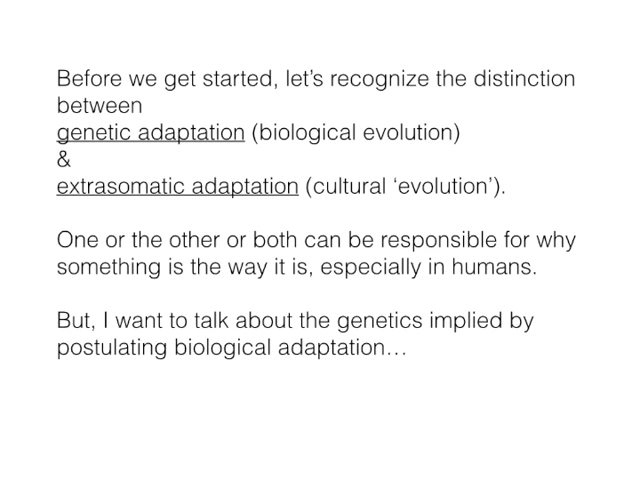 Before we get started, let’s recognize the distinction
between
genetic adaptation (biological evolution)
&
extrasomatic adaptation (cultural ‘evolution’).
One or the other or both can be responsible for why
something is the way it is, especially in humans.
But, I want to talk about the genetics implied by
postulating biological adaptation…